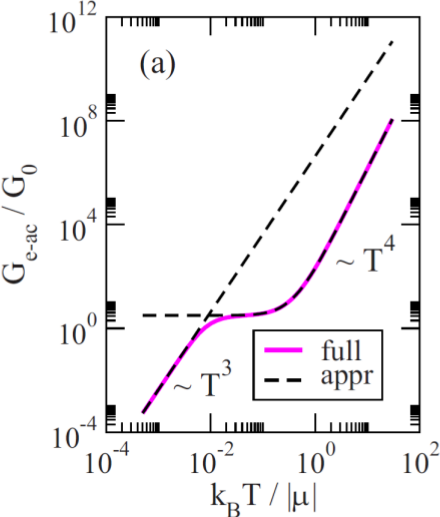 10^12
(a)
10^8
G_e-ac / G_0
10^4
~ T^4
10^0
full
appr
~ T^3
10^-4
10^-4 10^-2 10^0 10^2
k_B T / |μ|